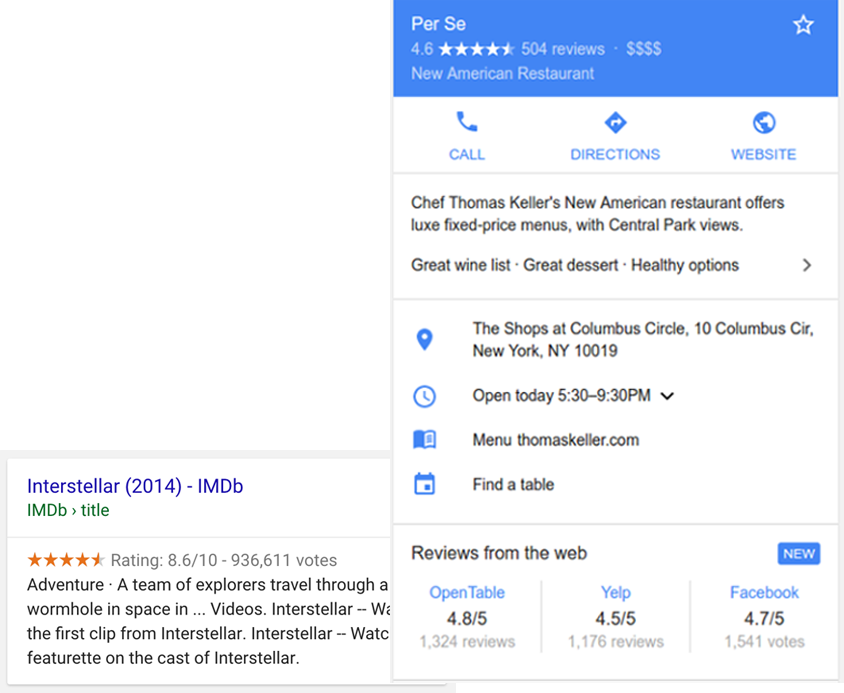 Per Se
4.6 ★★★★★ 504 reviews · $$$$
New American Restaurant
CALL
DIRECTIONS
WEBSITE
Chef Thomas Keller's New American restaurant offers
luxe fixed-price menus, with Central Park views.
Great wine list · Great dessert · Healthy options
The Shops at Columbus Circle, 10 Columbus Cir,
New York, NY 10019
Open today 5:30–9:30PM
Menu thomaskeller.com
Find a table
Reviews from the web NEW
OpenTable
4.8/5
1,324 reviews
Yelp
4.5/5
1,176 reviews
Facebook
4.7/5
1,541 votes
Interstellar (2014) - IMDb
IMDb › title
Rating: 8.6/10 - 936,611 votes
Adventure · A team of explorers travel through a
wormhole in space in ... Videos. Interstellar --
the first clip from Interstellar. Interstellar -- Watc
featurette on the cast of Interstellar.